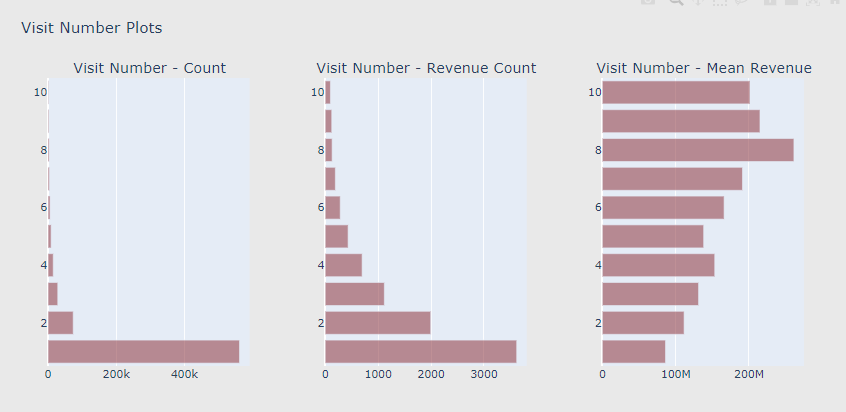 Visit Number Plots
Visit Number - Count
Visit Number - Revenue Count
Visit Number - Mean Revenue
10
8
6
4
2
0
200k
400k
10
8
6
4
2
0
1000
2000
3000
10
8
6
4
2
0
100M
200M